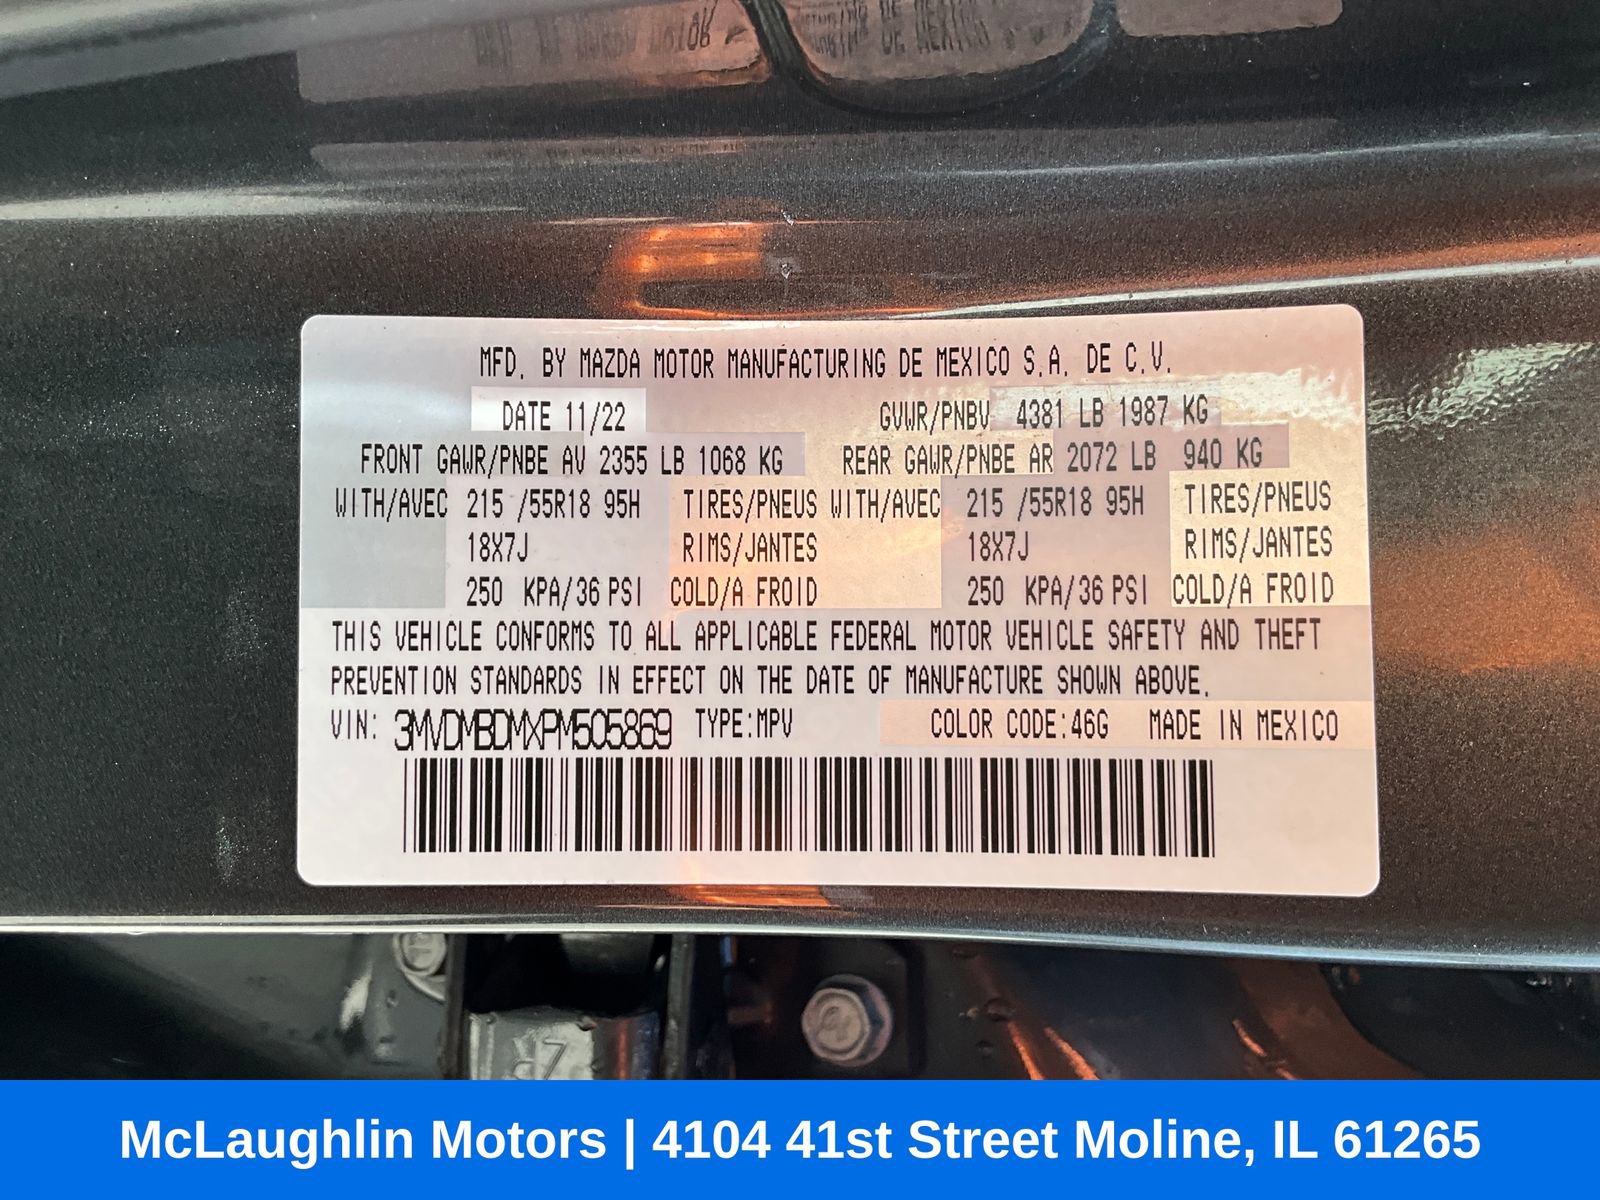 MFD. BY MAZDA MOTOR MANUFACTURING DE MEXICO S.A. DE C.V.
DATE 11/22 GVWR/PNBV 4381 LB 1987 KG
FRONT GAWR/PNBE AV 2355 LB 1068 KG REAR GAWR/PNBE AR 2072 LB 940 KG
WITH/AVEC 215 /55R18 95H TIRES/PNEUS WITH/AVEC 215 /55R18 95H TIRES/PNEUS
18X7J RIMS/JANTES 18X7J RIMS/JANTES
250 KPA/36 PSI COLD/A FROID 250 KPA/36 PSI COLD/A FROID
THIS VEHICLE CONFORMS TO ALL APPLICABLE FEDERAL MOTOR VEHICLE SAFETY AND THEFT
PREVENTION STANDARDS IN EFFECT ON THE DATE OF MANUFACTURE SHOWN ABOVE.
VIN: 3MVDMBDMXPM505869 TYPE:MPV COLOR CODE:46G MADE IN MEXICO
McLaughlin Motors | 4104 41st Street Moline, IL 61265